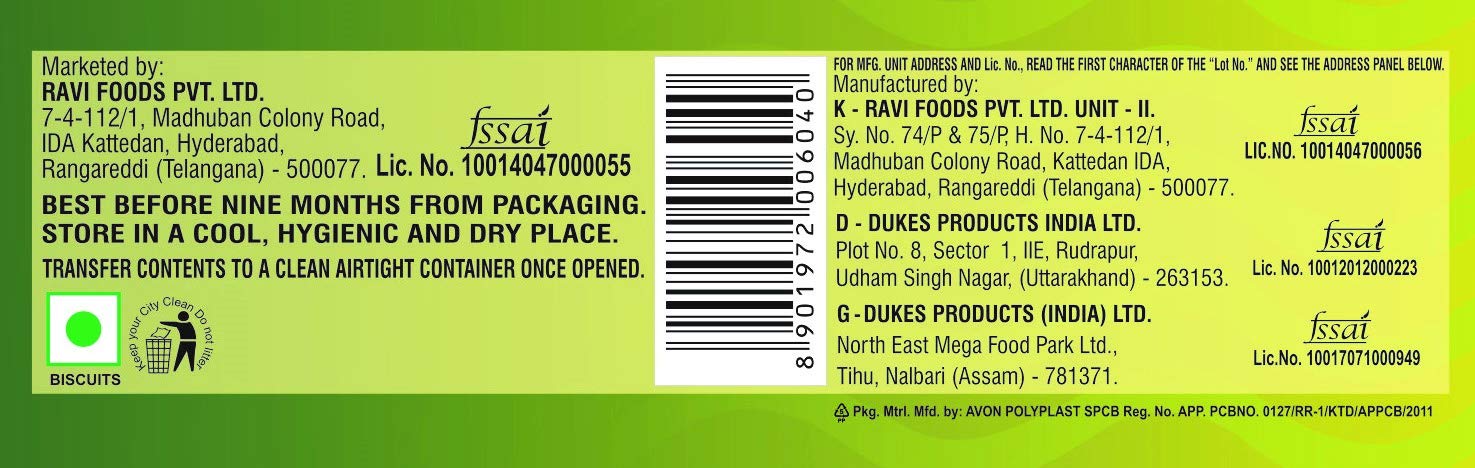 Marketed by:
RAVI FOODS PVT. LTD.
7-4-112/1, Madhuban Colony Road,
IDA Kattedan, Hyderabad,
Rangareddi (Telangana) - 500077.
fssai
Lic. No. 10014047000055
BEST BEFORE NINE MONTHS FROM PACKAGING.
STORE IN A COOL, HYGIENIC AND DRY PLACE.
TRANSFER CONTENTS TO A CLEAN AIRTIGHT CONTAINER ONCE OPENED.
BISCUITS
Keep your City Clean Do not litter
8901972006040
FOR MFG. UNIT ADDRESS AND Lic. No., READ THE FIRST CHARACTER OF THE “Lot No.” AND SEE THE ADDRESS PANEL BELOW.
Manufactured by:
K - RAVI FOODS PVT. LTD. UNIT - II.
Sy. No. 74/P & 75/P, H. No. 7-4-112/1,
Madhuban Colony Road, Kattedan IDA,
Hyderabad, Rangareddi (Telangana) - 500077.
fssai
LIC.NO. 10014047000056
D - DUKES PRODUCTS INDIA LTD.
Plot No. 8, Sector 1, IIE, Rudrapur,
Udham Singh Nagar, (Uttarakhand) - 263153.
fssai
Lic. No. 10012012000223
G - DUKES PRODUCTS (INDIA) LTD.
North East Mega Food Park Ltd.,
Tihu, Nalbari (Assam) - 781371.
fssai
Lic.No. 10017071000949
5
PP
Pkg. Mtrl. Mfd. by: AVON POLYPLAST SPCB Reg. No. APP. PCBNO. 0127/RR-1/KTD/APPCB/2011